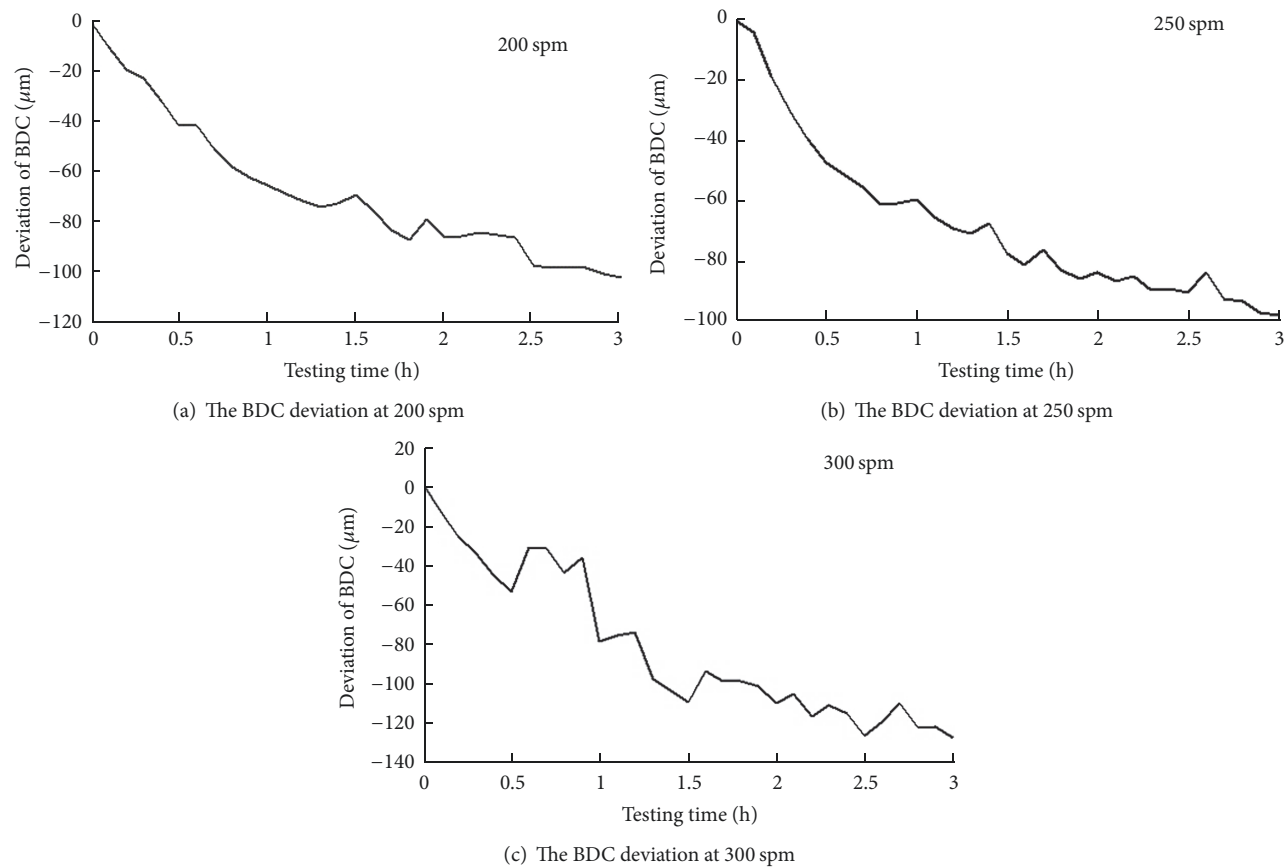 0
−20
−40
−60
−80
−100
−120
Deviation of BDC (μm)
200 spm
0 0.5 1 1.5 2 2.5 3
Testing time (h)
(a) The BDC deviation at 200 spm
0
−20
−40
−60
−80
−100
Deviation of BDC (μm)
250 spm
0 0.5 1 1.5 2 2.5 3
Testing time (h)
(b) The BDC deviation at 250 spm
20
0
−20
−40
−60
−80
−100
−120
−140
Deviation of BDC (μm)
300 spm
0 0.5 1 1.5 2 2.5 3
Testing time (h)
(c) The BDC deviation at 300 spm